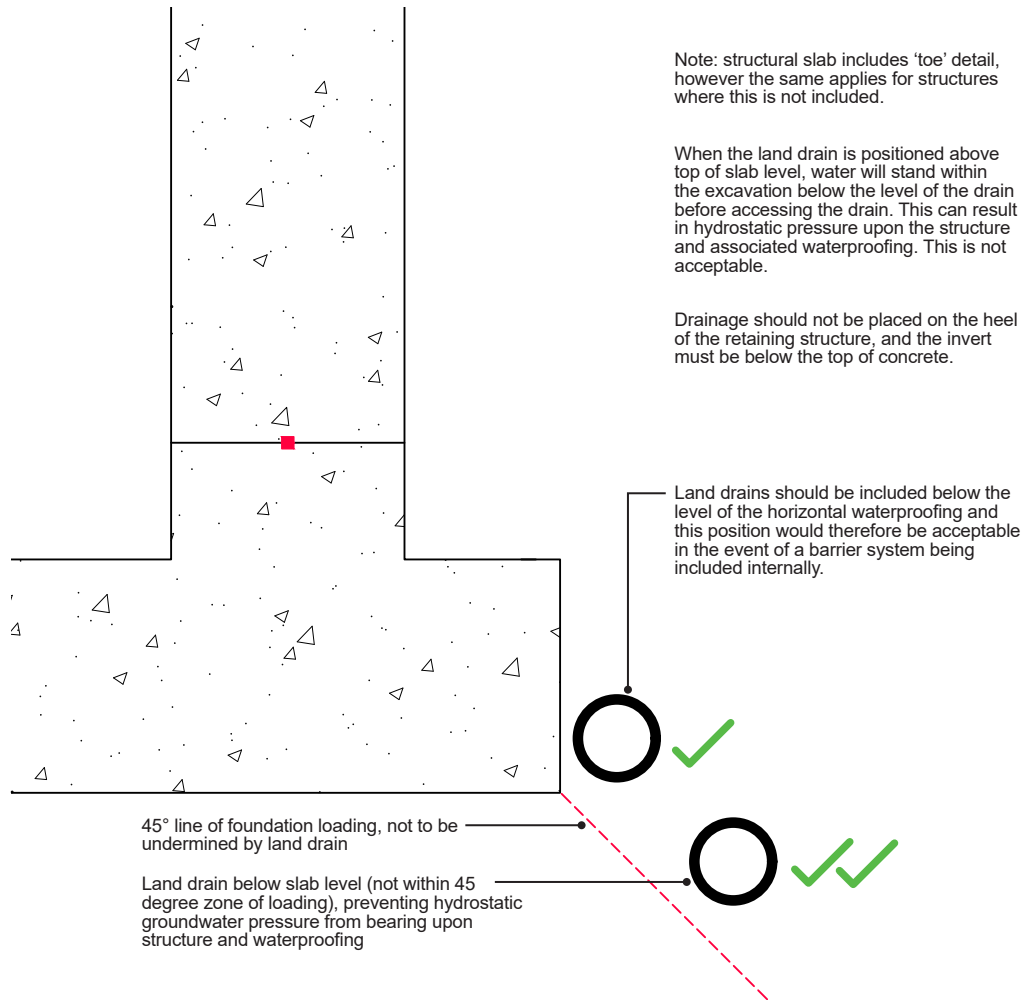 Note: structural slab includes ‘toe’ detail,
however the same applies for structures
where this is not included.
When the land drain is positioned above
top of slab level, water will stand within
the excavation below the level of the drain
before accessing the drain. This can result
in hydrostatic pressure upon the structure
and associated waterproofing. This is not
acceptable.
Drainage should not be placed on the heel
of the retaining structure, and the invert
must be below the top of concrete.
Land drains should be included below the
level of the horizontal waterproofing and
this position would therefore be acceptable
in the event of a barrier system being
included internally.
45° line of foundation loading, not to be
undermined by land drain
Land drain below slab level (not within 45
degree zone of loading), preventing hydrostatic
groundwater pressure from bearing upon
structure and waterproofing